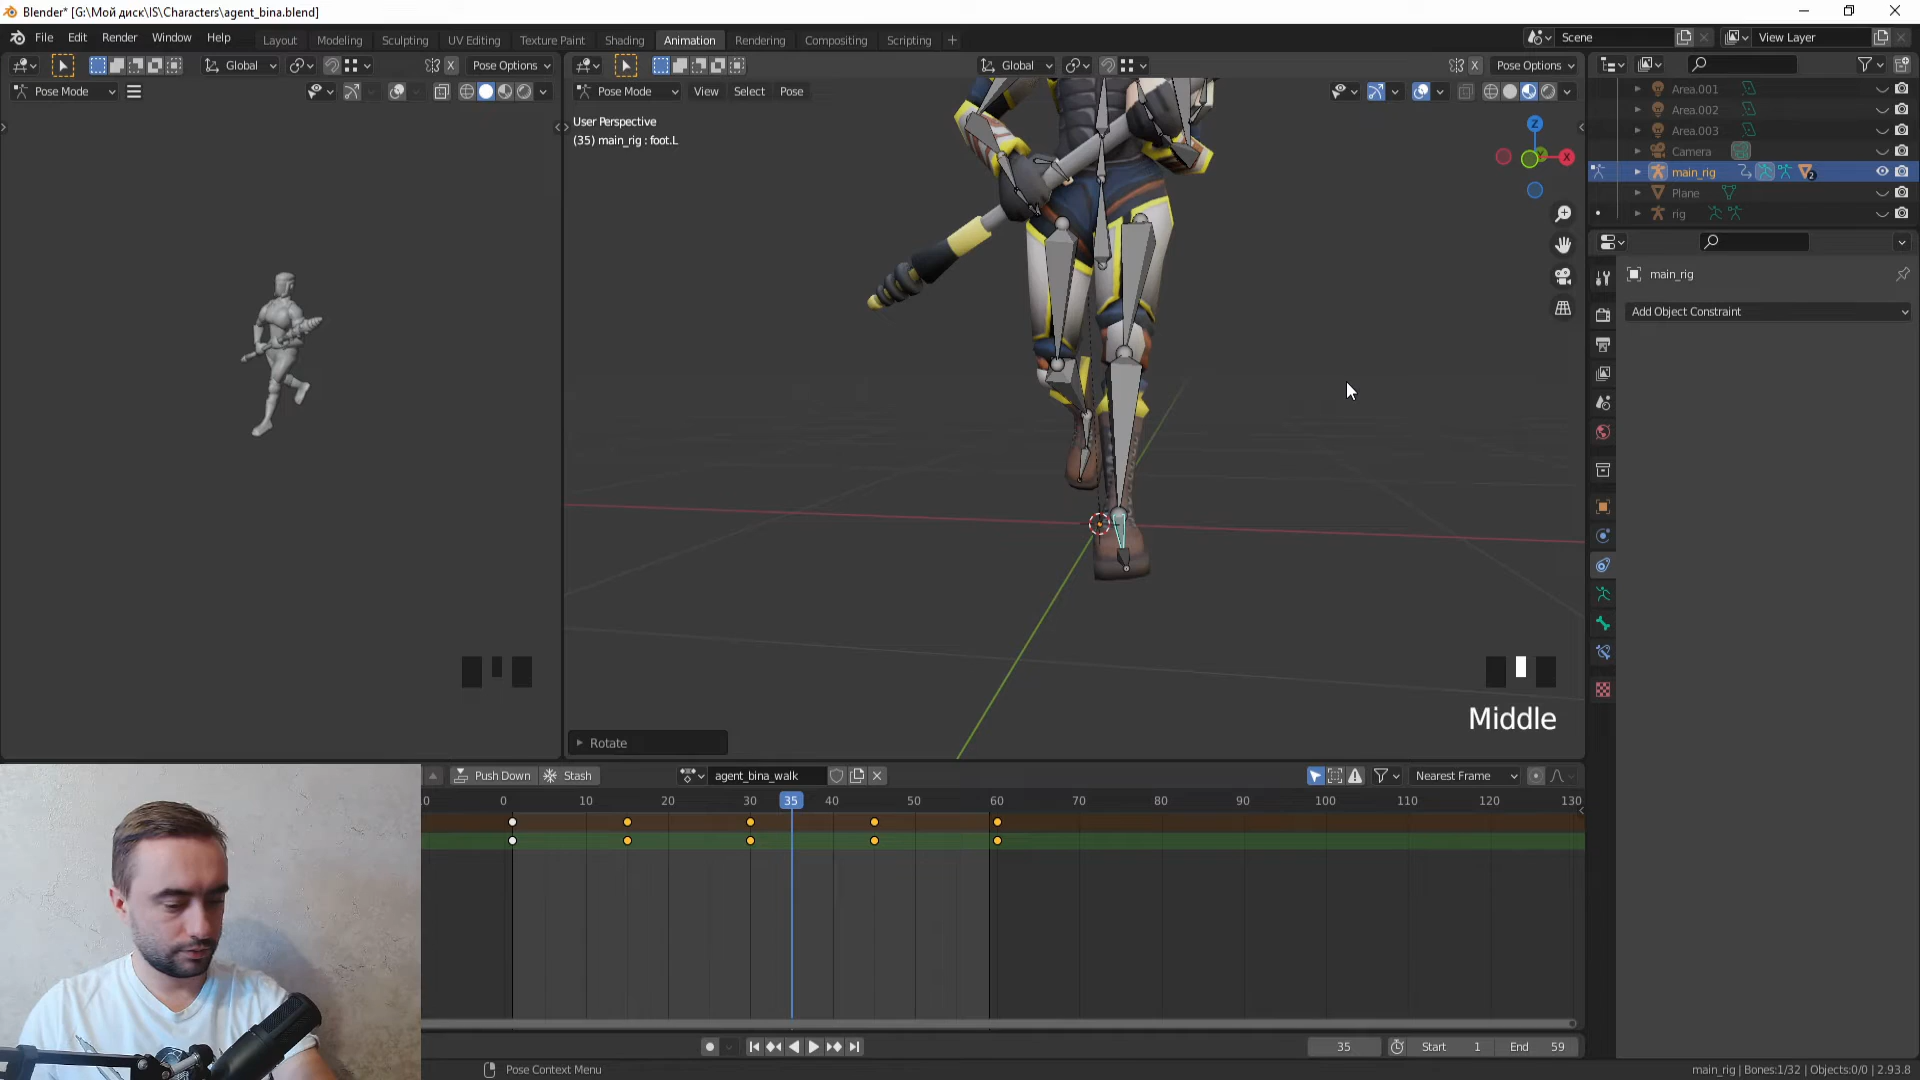 Blender* [G:\Мой диск\IS\Characters\agent_bina.blend]
File Edit Render Window Help
Layout Modeling Sculpting UV Editing Texture Paint Shading Animation Rendering Compositing Scripting
Scene View Layer
Global Pose Options
Global Pose Options
Pose Mode
Pose Mode View Select Pose
User Perspective
(35) main_rig : foot.L
Z
X
Area.001
Area.002
Area.003
Camera
main_rig
2
Plane
rig
main_rig
Add Object Constraint
Middle
Rotate
Push Down Stash agent_bina_walk Nearest Frame
0 10 20 30 35 40 50 60 70 80 90 100 110 120 130
35 Start 1 End 59
Pose Context Menu
main_rig | Bones:1/32 | Objects:0/0 | 2.93.8